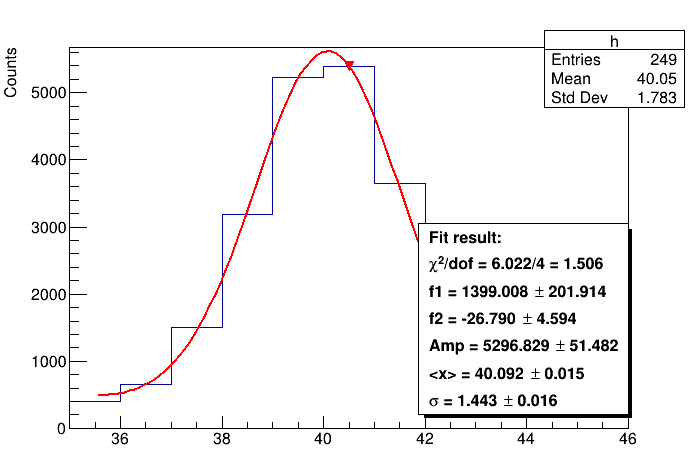 h
Entries 249
Mean 40.05
Std Dev 1.783
Counts
5000
4000
3000
2000
1000
0
36 38 40 42 44 46
Fit result:
χ²/dof = 6.022/4 = 1.506
f1 = 1399.008 ± 201.914
f2 = -26.790 ± 4.594
Amp = 5296.829 ± 51.482
<x> = 40.092 ± 0.015
σ = 1.443 ± 0.016